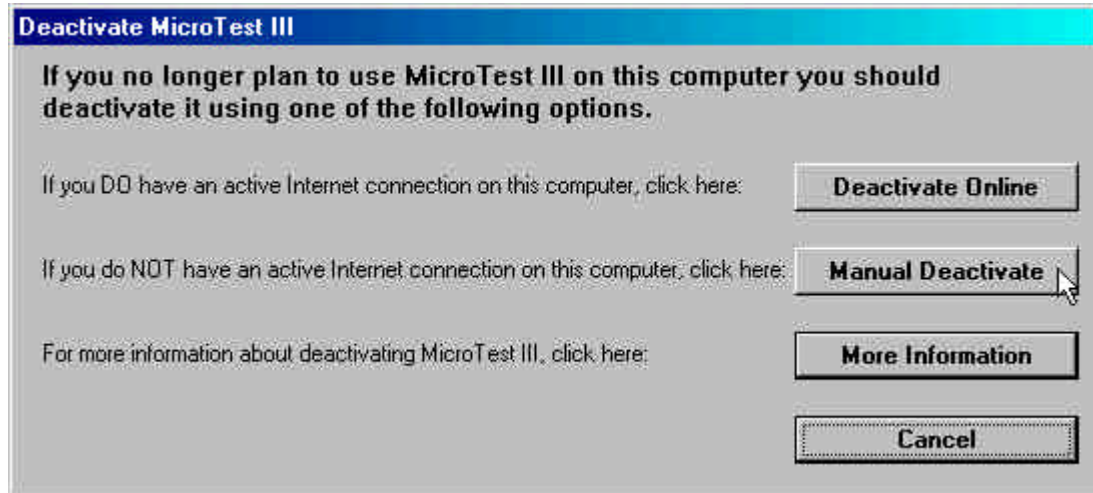 Deactivate MicroTest III
If you no longer plan to use MicroTest III on this computer you should
deactivate it using one of the following options.
If you DO have an active Internet connection on this computer, click here:
Deactivate Online
If you do NOT have an active Internet connection on this computer, click here:
Manual Deactivate
For more information about deactivating MicroTest III, click here:
More Information
Cancel